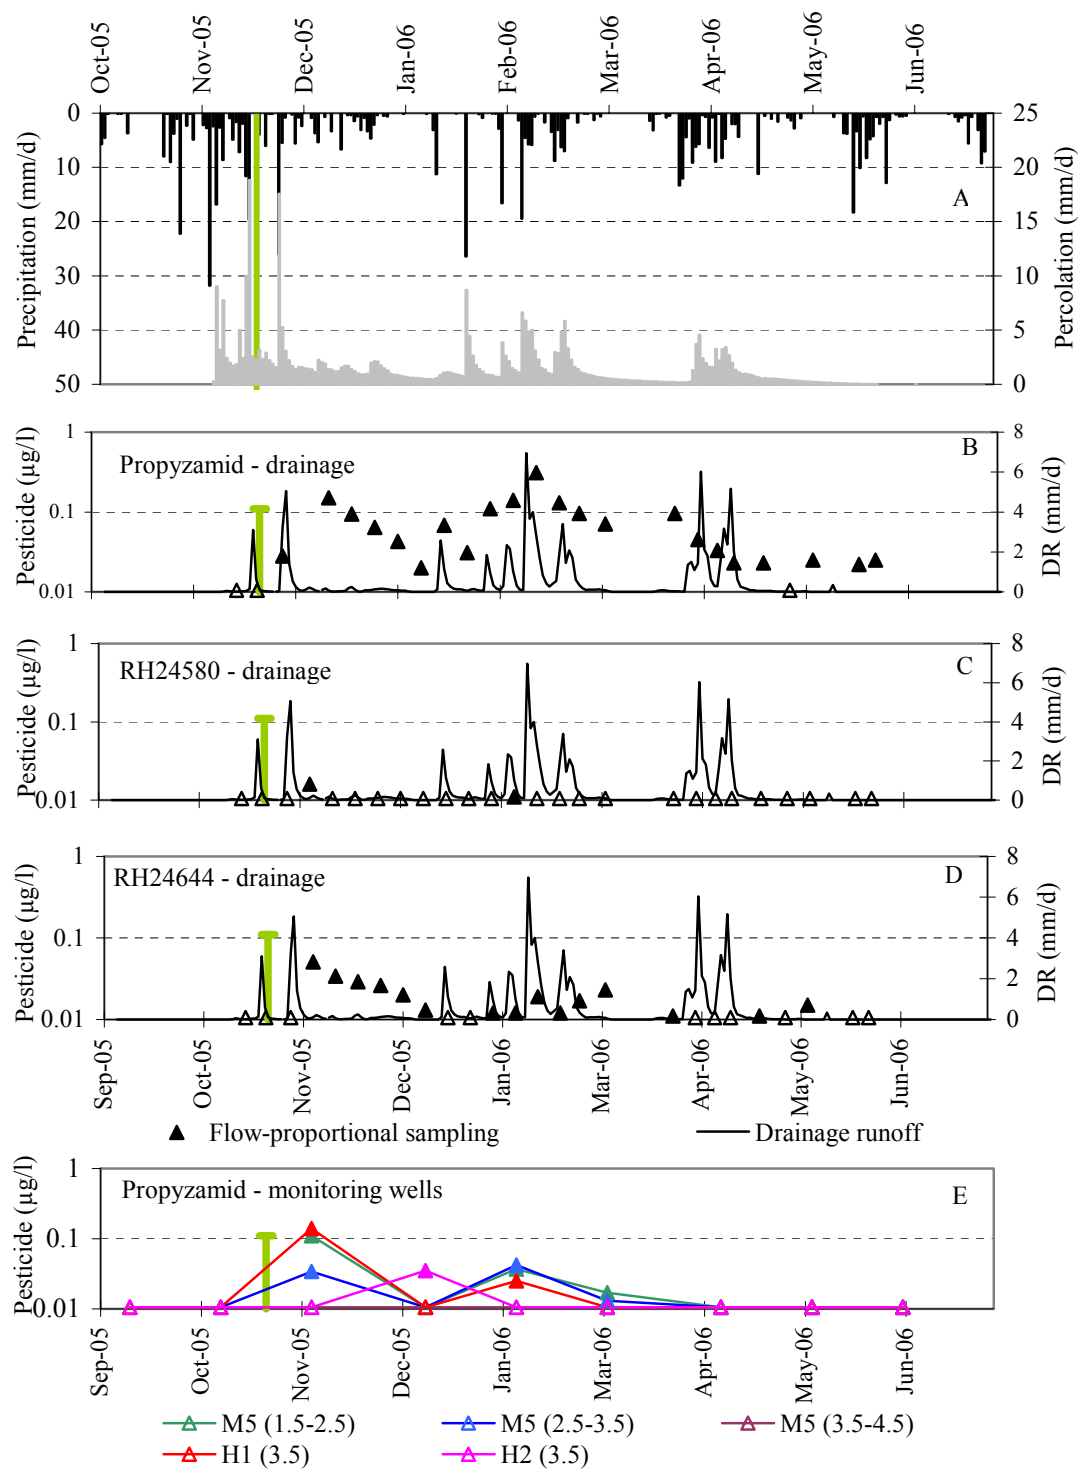 Oct-05 Nov-05 Dec-05 Jan-06 Feb-06 Mar-06 Apr-06 May-06 Jun-06
Precipitation (mm/d)
0
10
20
30
40
50
A
25
20
15
10
5
0
Percolation (mm/d)
Pesticide (µg/l)
1
0.1
0.01
Propyzamid - drainage
B
8
6
4
2
0
DR (mm/d)
Pesticide (µg/l)
1
0.1
0.01
RH24580 - drainage
C
8
6
4
2
0
DR (mm/d)
Pesticide (µg/l)
1
0.1
0.01
RH24644 - drainage
D
8
6
4
2
0
DR (mm/d)
Sep-05 Oct-05 Nov-05 Dec-05 Jan-06 Mar-06 Apr-06 May-06 Jun-06
Flow-proportional sampling Drainage runoff
Pesticide (µg/l)
1
0.1
0.01
Propyzamid - monitoring wells
E
Sep-05 Oct-05 Nov-05 Dec-05 Jan-06 Mar-06 Apr-06 May-06 Jun-06
M5 (1.5-2.5) M5 (2.5-3.5) M5 (3.5-4.5)
H1 (3.5) H2 (3.5)